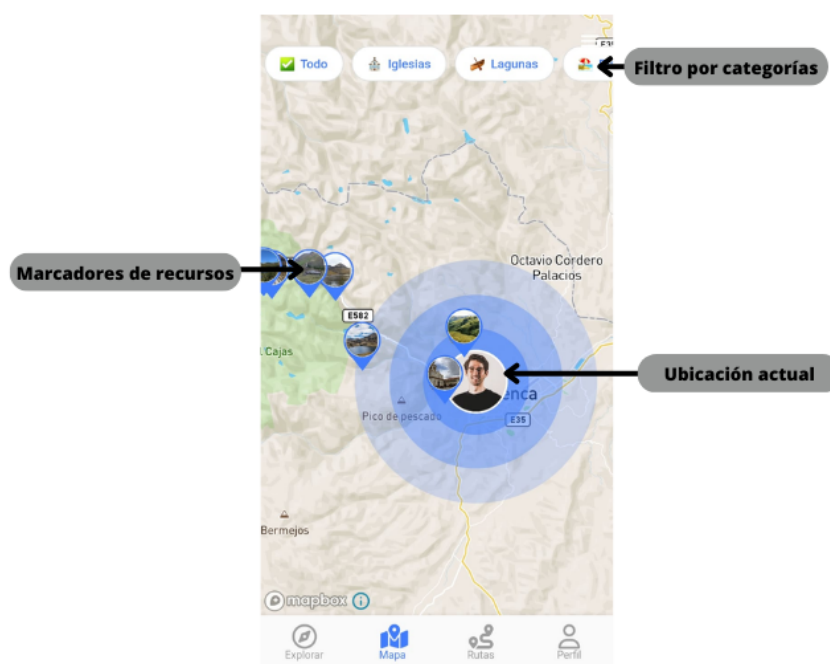 Todo
Iglesias
Lagunas
Filtro por categorías
Octavio Cordero
Palacios
Marcadores de recursos
E582
Cajas
Ubicación actual
enca
Pico de pescado
E35
Bermejos
mapbox
Explorar
Mapa
Rutas
Perfil